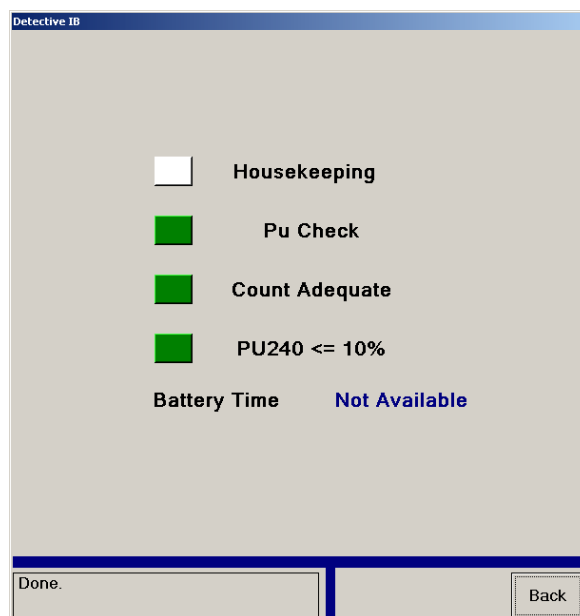 Detective IB
Housekeeping
Pu Check
Count Adequate
PU240 <= 10%
Battery Time Not Available
Done.
Back